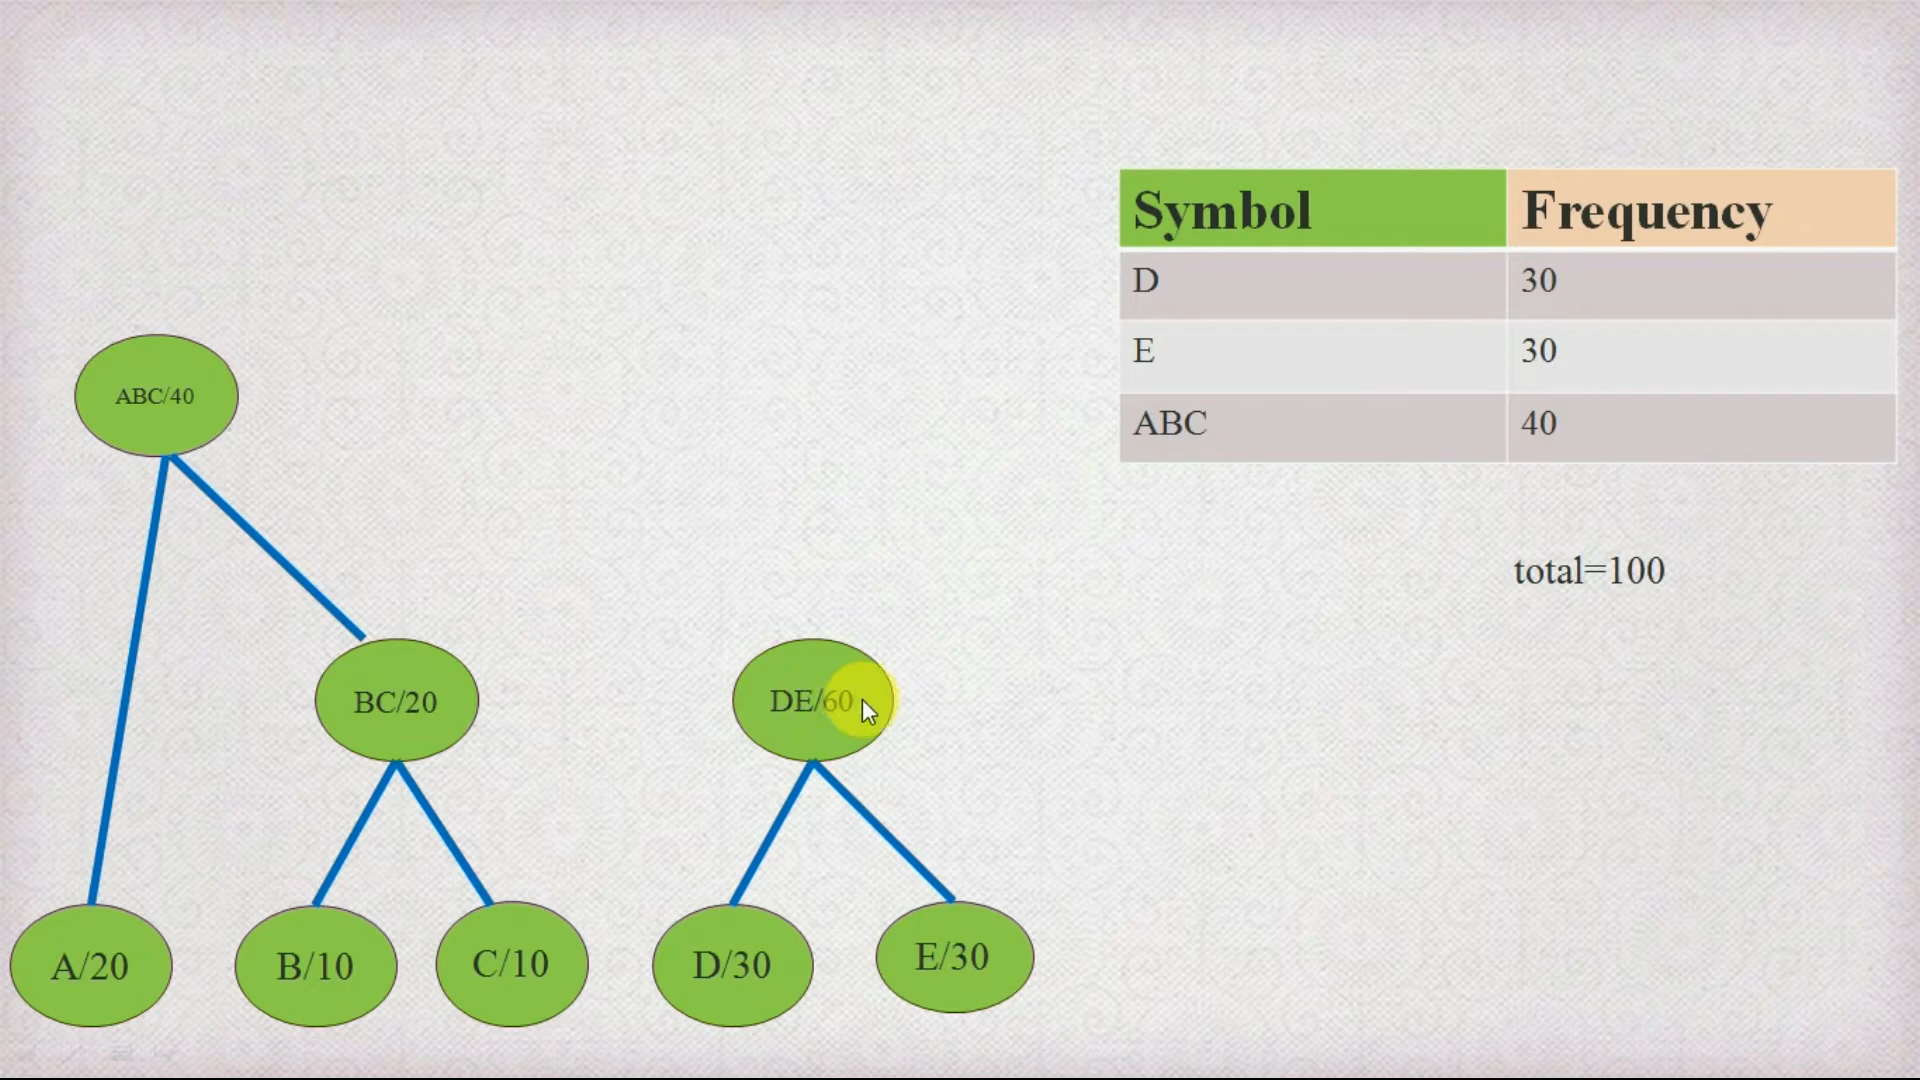 Symbol Frequency
D 30
E 30
ABC 40
total=100
ABC/40
BC/20
DE/60
A/20
B/10
C/10
D/30
E/30